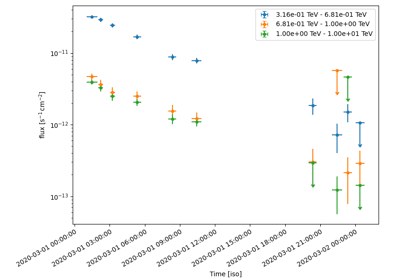 3.16e-01 TeV - 6.81e-01 TeV
6.81e-01 TeV - 1.00e+00 TeV
1.00e+00 TeV - 1.00e+01 TeV
10⁻¹¹
10⁻¹²
10⁻¹³
flux [s⁻¹ cm⁻²]
2020-03-01 00:00:00
2020-03-01 03:00:00
2020-03-01 06:00:00
2020-03-01 09:00:00
2020-03-01 12:00:00
2020-03-01 15:00:00
2020-03-01 18:00:00
2020-03-01 21:00:00
2020-03-02 00:00:00
Time [iso]